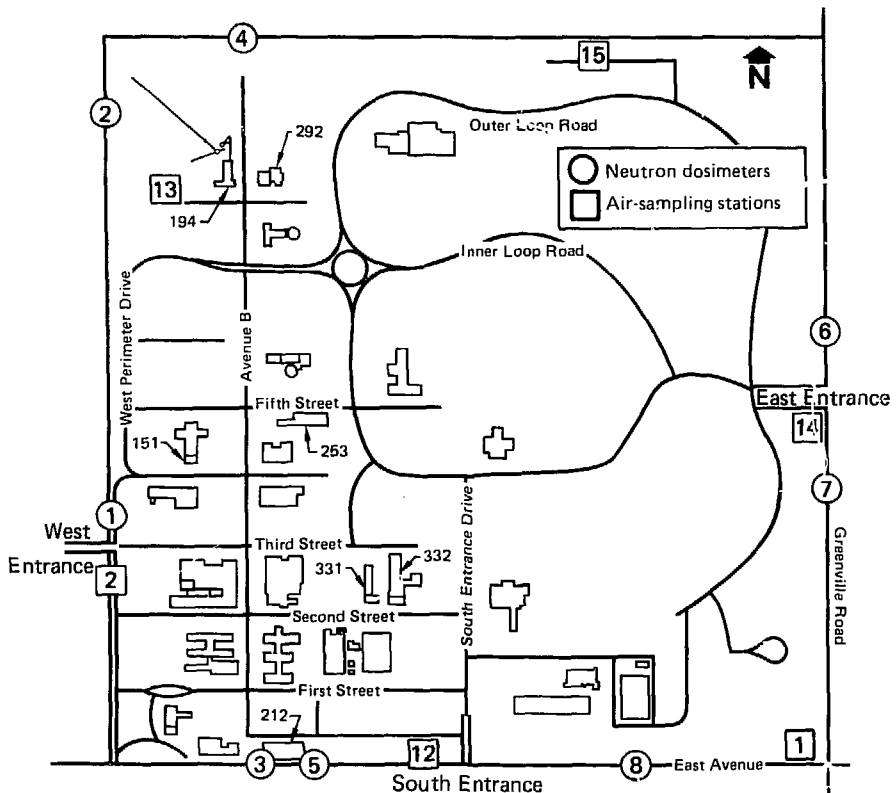 4
15
N
2
292
Outer Loop Road
Neutron dosimeters
Air-sampling stations
13
194
Inner Loop Road
West Perimeter Drive
Avenue B
6
East Entrance
Fifth Street
14
151
253
7
1
West
Entrance
Third Street
South Entrance Drive
Greenville Road
2
331
332
Second Street
First Street
212
12
1
3
5
8
East Avenue
South Entrance